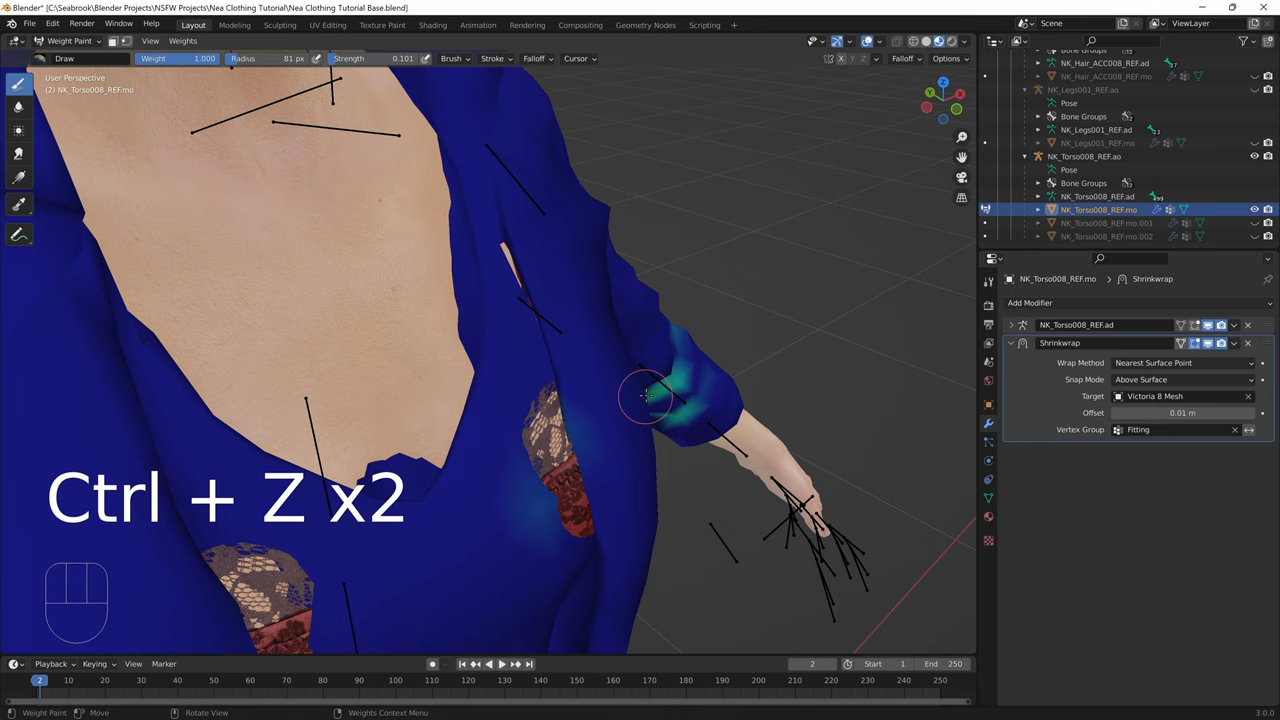 Blender* [C:\Seabrook\Blender Projects\NSFW Projects\Nea Clothing Tutorial\Nea Clothing Tutorial Base.blend]
File Edit Render Window Help Layout Modeling Sculpting UV Editing Texture Paint Shading Animation Rendering Compositing Geometry Nodes Scripting Scene ViewLayer
Weight Paint View Weights
Draw Weight 1.000 Radius 81 px Strength 0.101 Brush Stroke Falloff Cursor X Y Z Falloff Options
User Perspective
(2) NK_Torso008_REF.mo
Z
X
Y
Bone Groups 12
NK_Hair_ACC008_REF.ad 17
NK_Hair_ACC008_REF.mo
NK_Legs001_REF.ao
Pose
Bone Groups 12
NK_Legs001_REF.ad 13
NK_Legs001_REF.mo
NK_Torso008_REF.ao
Pose
Bone Groups 12
NK_Torso008_REF.ad 99
NK_Torso008_REF.mo
NK_Torso008_REF.mo.001
NK_Torso008_REF.mo.002
NK_Torso008_REF.mo Shrinkwrap
Add Modifier
NK_Torso008_REF.ad
Shrinkwrap
Wrap Method Nearest Surface Point
Snap Mode Above Surface
Target Victoria 8 Mesh
Offset 0.01 m
Vertex Group Fitting
Ctrl + Z x2
Playback Keying View Marker 2 Start 1 End 250
2 10 20 30 40 50 60 70 80 90 100 110 120 130 140 150 160 170 180 190 200 210 220 230 240 250
Weight Paint Move Rotate View Weights Context Menu 3.0.0